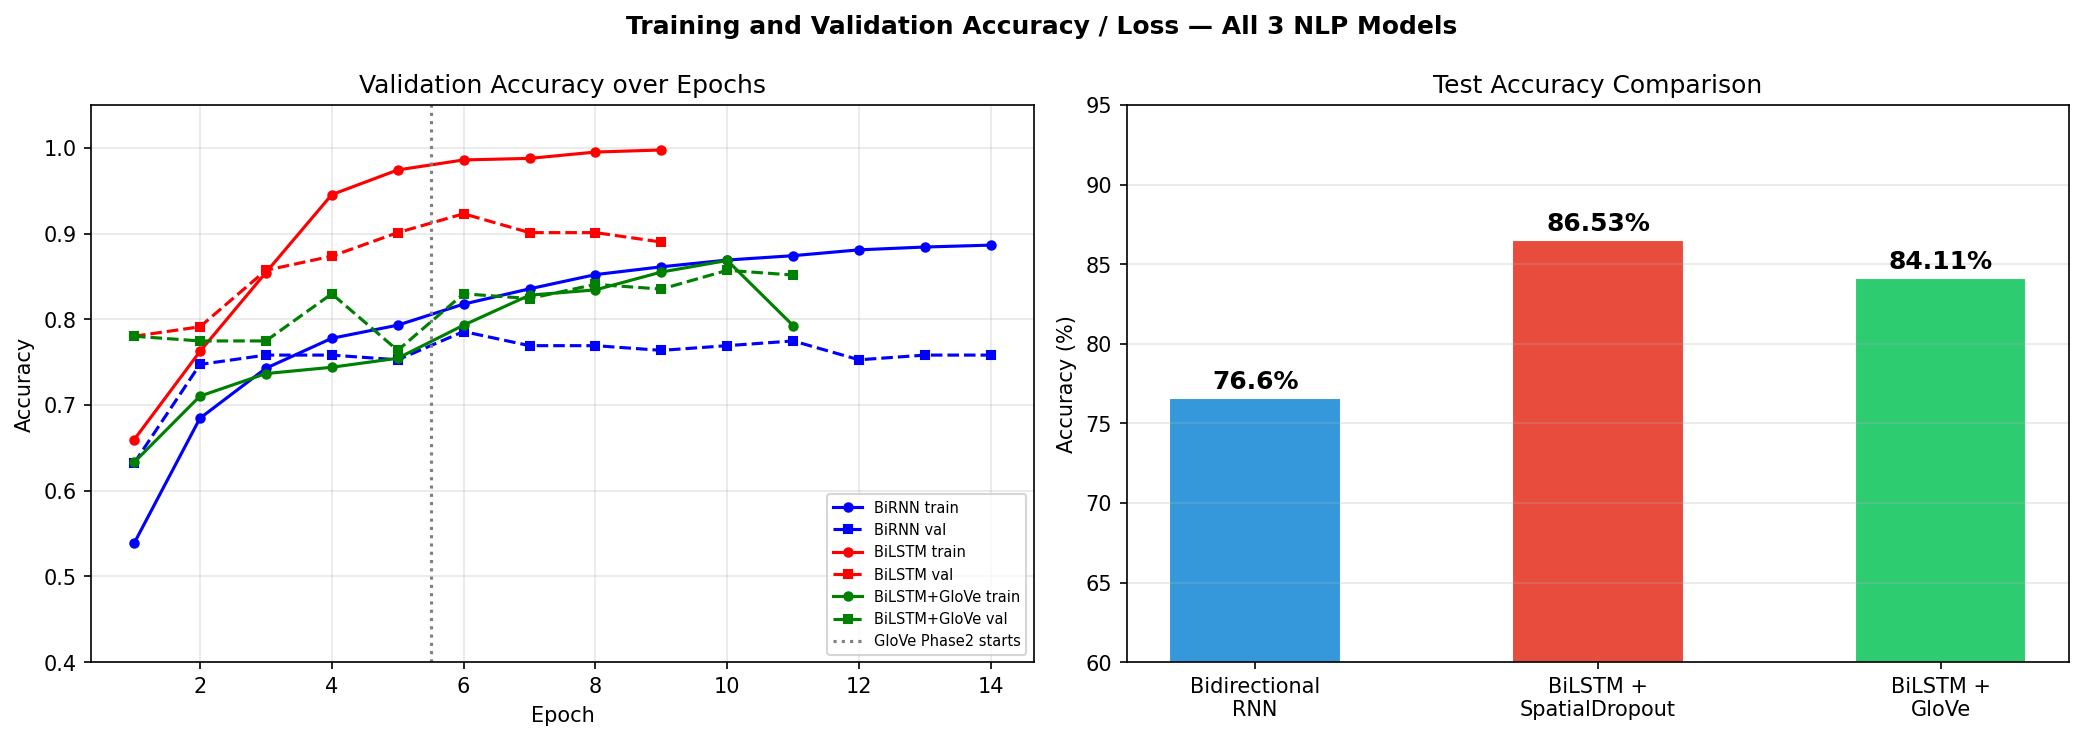 Training and Validation Accuracy / Loss — All 3 NLP Models
Validation Accuracy over Epochs
Accuracy
1.0
0.9
0.8
0.7
0.6
0.5
0.4
2 4 6 8 10 12 14
Epoch
BiRNN train
BiRNN val
BiLSTM train
BiLSTM val
BiLSTM+GloVe train
BiLSTM+GloVe val
GloVe Phase2 starts
Test Accuracy Comparison
Accuracy (%)
95
90
85
80
75
70
65
60
76.6%
86.53%
84.11%
Bidirectional
RNN
BiLSTM +
SpatialDropout
BiLSTM +
GloVe